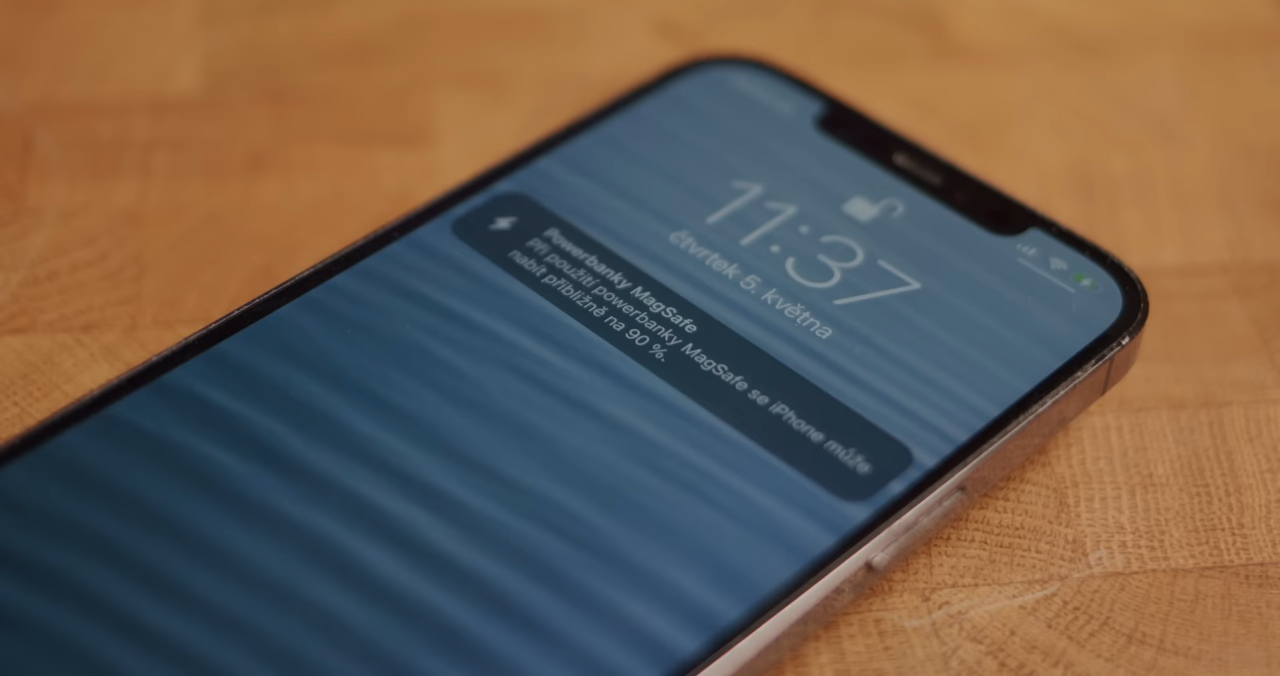 11:37
čtvrtek 5. května
Powerbanky MagSafe
Při použití powerbanky MagSafe se iPhone může
nabít přibližně na 90 %.